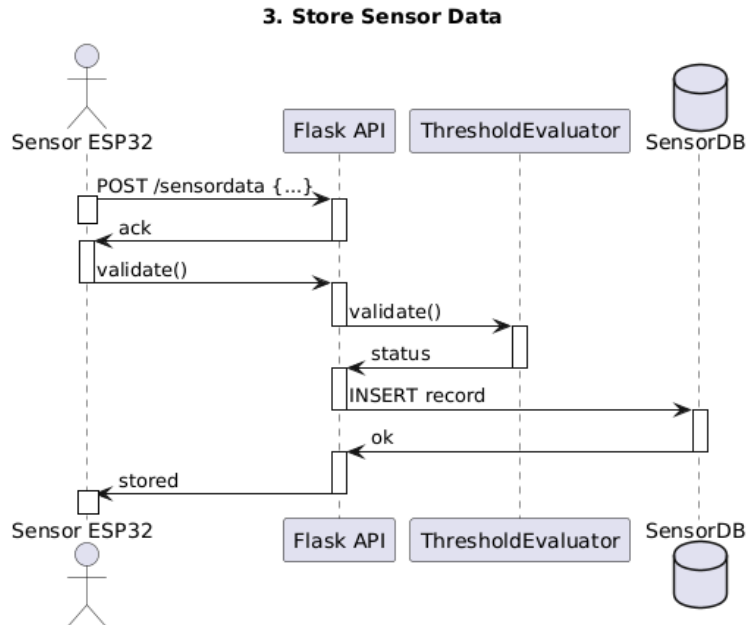 3. Store Sensor Data
Sensor ESP32
Flask API
ThresholdEvaluator
SensorDB
POST /sensordata {...}
ack
validate()
validate()
status
INSERT record
ok
stored
Sensor ESP32
Flask API
ThresholdEvaluator
SensorDB